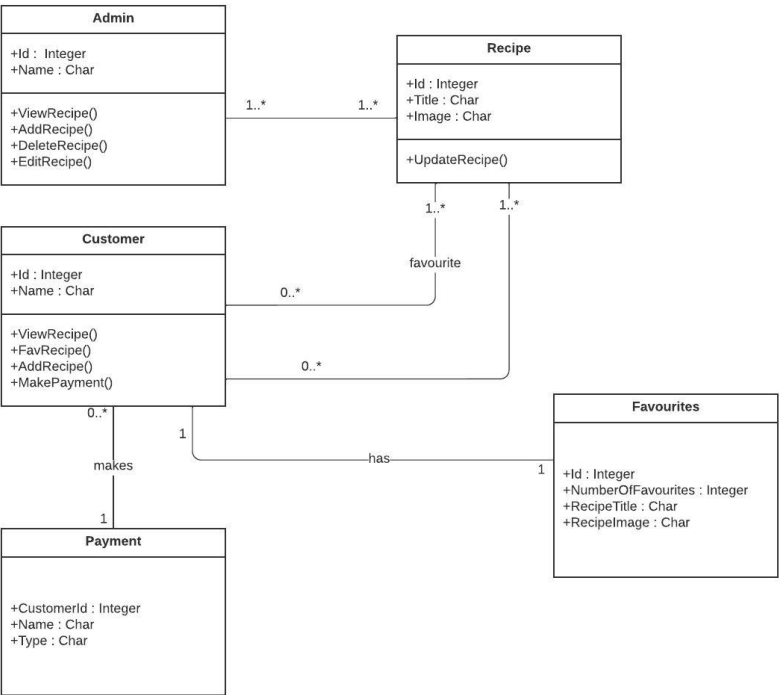 Admin
+Id :  Integer
+Name : Char
+ViewRecipe()
+AddRecipe()
+DeleteRecipe()
+EditRecipe()
1..*
1..*
Recipe
+Id : Integer
+Title : Char
+Image : Char
+UpdateRecipe()
1..*
1..*
favourite
0..*
0..*
Customer
+Id : Integer
+Name : Char
+ViewRecipe()
+FavRecipe()
+AddRecipe()
+MakePayment()
0..*
makes
1
1
has
1
Favourites
+Id : Integer
+NumberOfFavourites : Integer
+RecipeTitle : Char
+RecipeImage : Char
Payment
+CustomerId : Integer
+Name : Char
+Type : Char